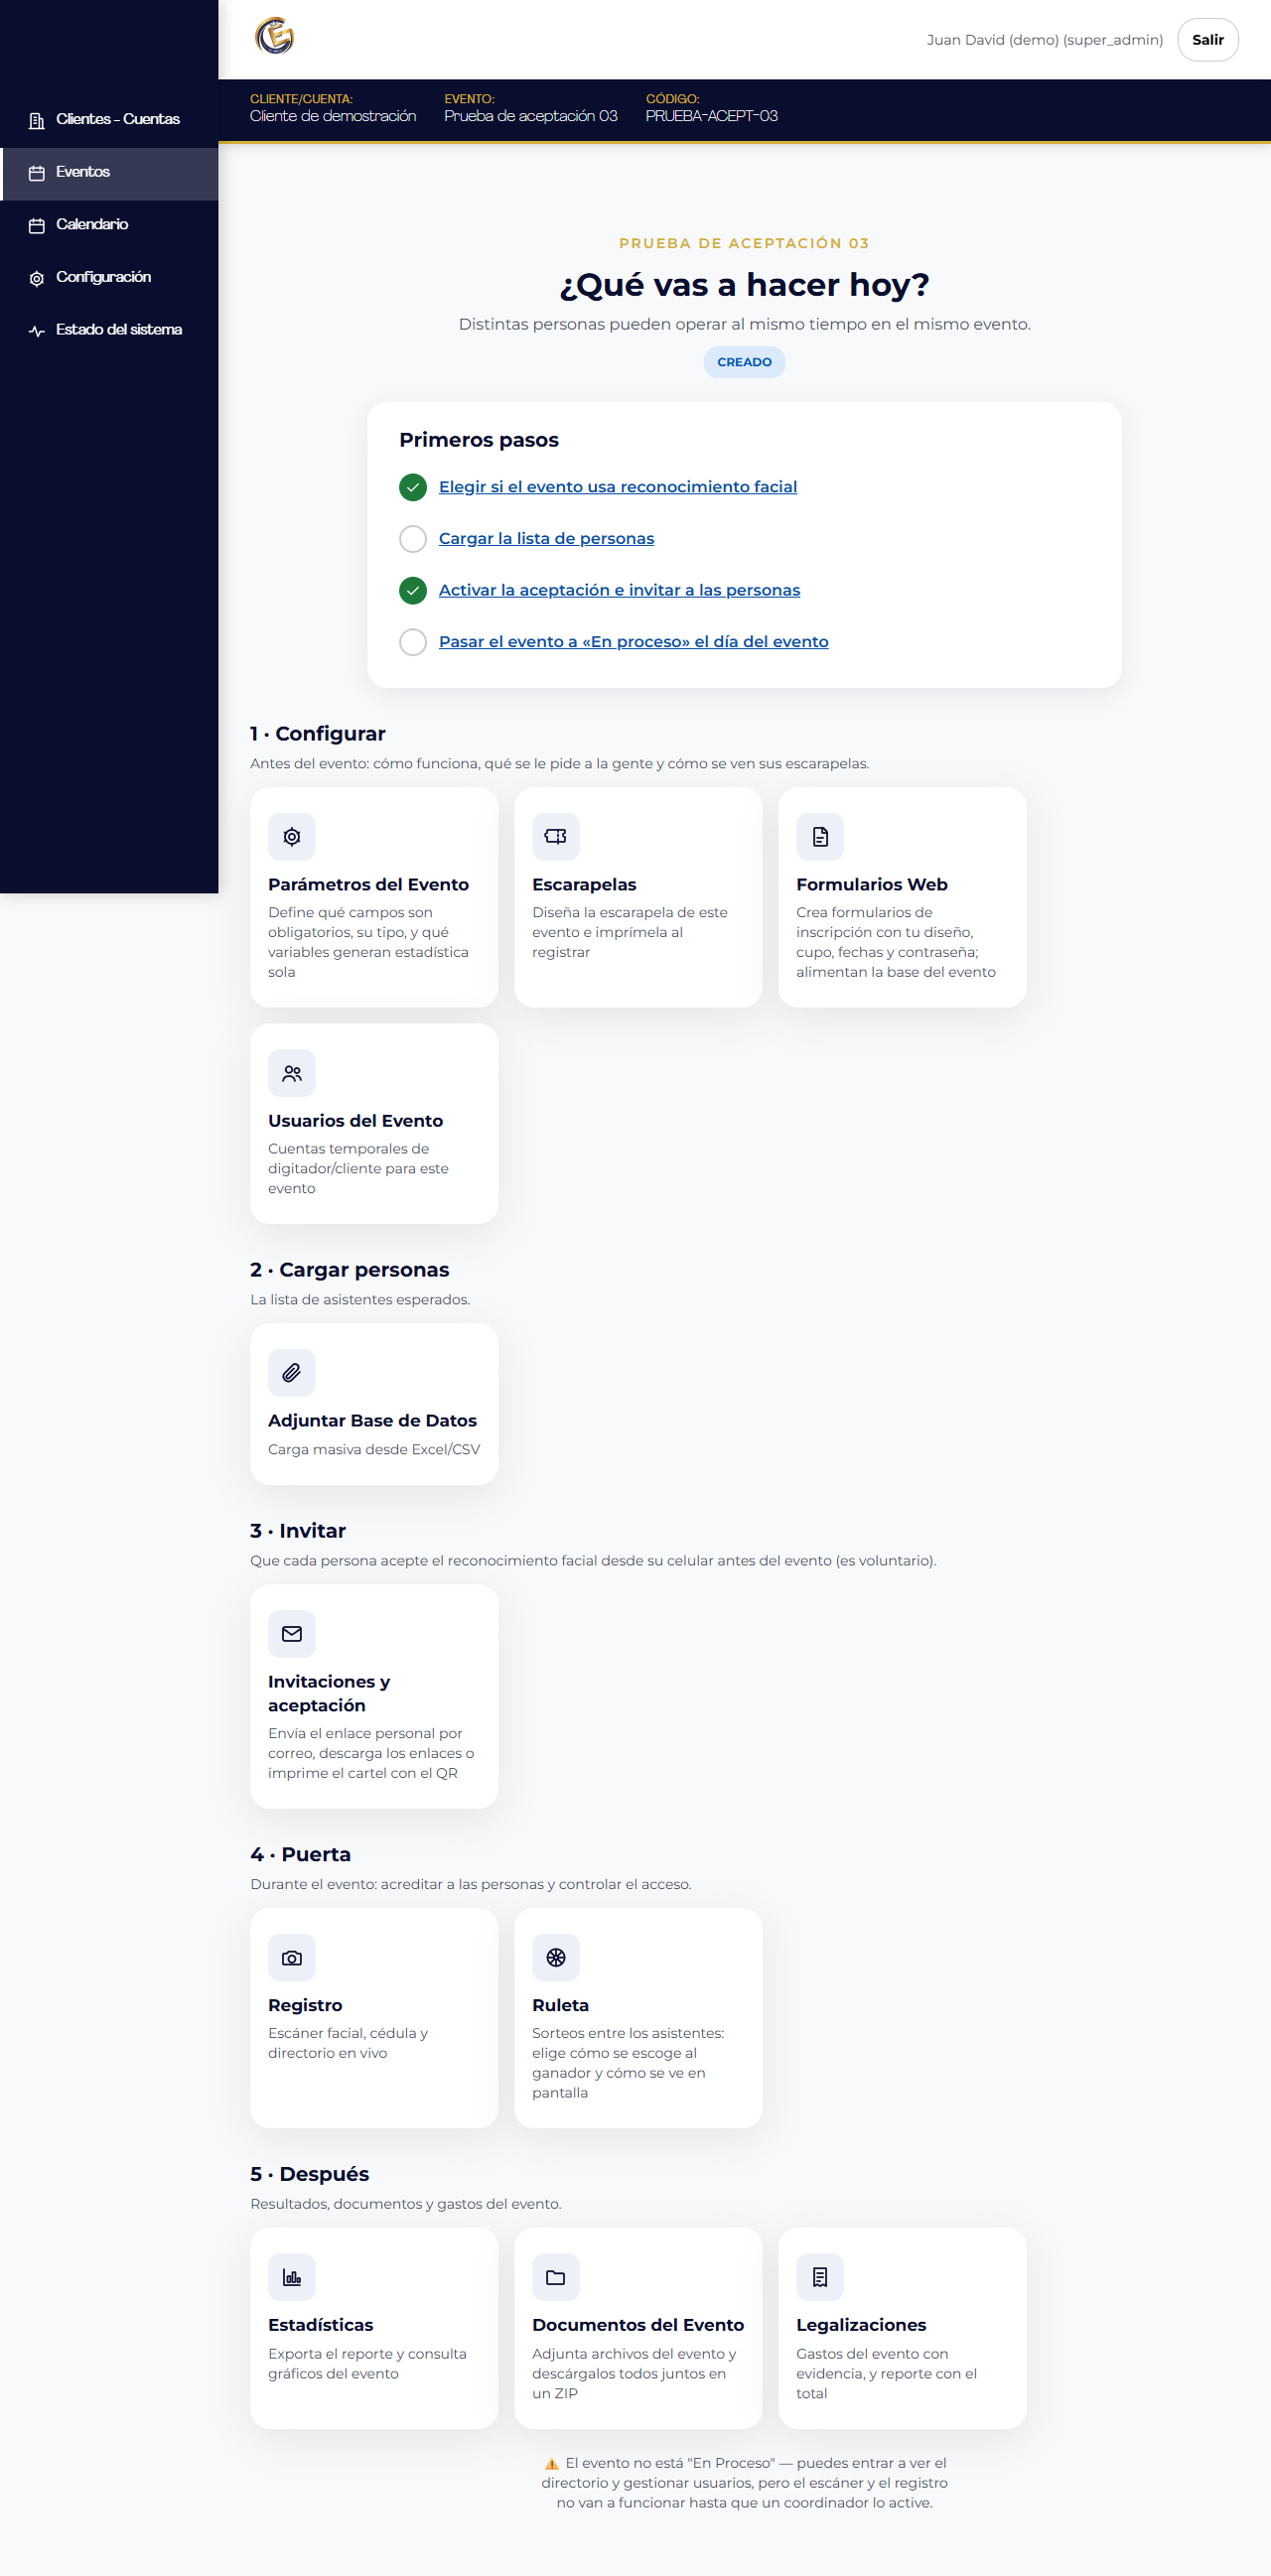 Juan David (demo) (super_admin)
Salir
Clientes - Cuentas
Eventos
Calendario
Configuración
Estado del sistema
CLIENTE/CUENTA:
Cliente de demostración
EVENTO:
Prueba de aceptación 03
CÓDIGO:
PRUEBA-ACEPT-03
PRUEBA DE ACEPTACIÓN 03
¿Qué vas a hacer hoy?
Distintas personas pueden operar al mismo tiempo en el mismo evento.
CREADO
Primeros pasos
Elegir si el evento usa reconocimiento facial
Cargar la lista de personas
Activar la aceptación e invitar a las personas
Pasar el evento a «En proceso» el día del evento
1 · Configurar
Antes del evento: cómo funciona, qué se le pide a la gente y cómo se ven sus escarapelas.
Parámetros del Evento
Define qué campos son
obligatorios, su tipo, y qué
variables generan estadística
sola
Escarapelas
Diseña la escarapela de este
evento e imprímela al
registrar
Formularios Web
Crea formularios de
inscripción con tu diseño,
cupo, fechas y contraseña;
alimentan la base del evento
Usuarios del Evento
Cuentas temporales de
digitador/cliente para este
evento
2 · Cargar personas
La lista de asistentes esperados.
Adjuntar Base de Datos
Carga masiva desde Excel/CSV
3 · Invitar
Que cada persona acepte el reconocimiento facial desde su celular antes del evento (es voluntario).
Invitaciones y
aceptación
Envía el enlace personal por
correo, descarga los enlaces o
imprime el cartel con el QR
4 · Puerta
Durante el evento: acreditar a las personas y controlar el acceso.
Registro
Escáner facial, cédula y
directorio en vivo
Ruleta
Sorteos entre los asistentes:
elige cómo se escoge al
ganador y cómo se ve en
pantalla
5 · Después
Resultados, documentos y gastos del evento.
Estadísticas
Exporta el reporte y consulta
gráficos del evento
Documentos del Evento
Adjunta archivos del evento y
descárgalos todos juntos en
un ZIP
Legalizaciones
Gastos del evento con
evidencia, y reporte con el
total
⚠️ El evento no está "En Proceso" — puedes entrar a ver el
directorio y gestionar usuarios, pero el escáner y el registro
no van a funcionar hasta que un coordinador lo active.